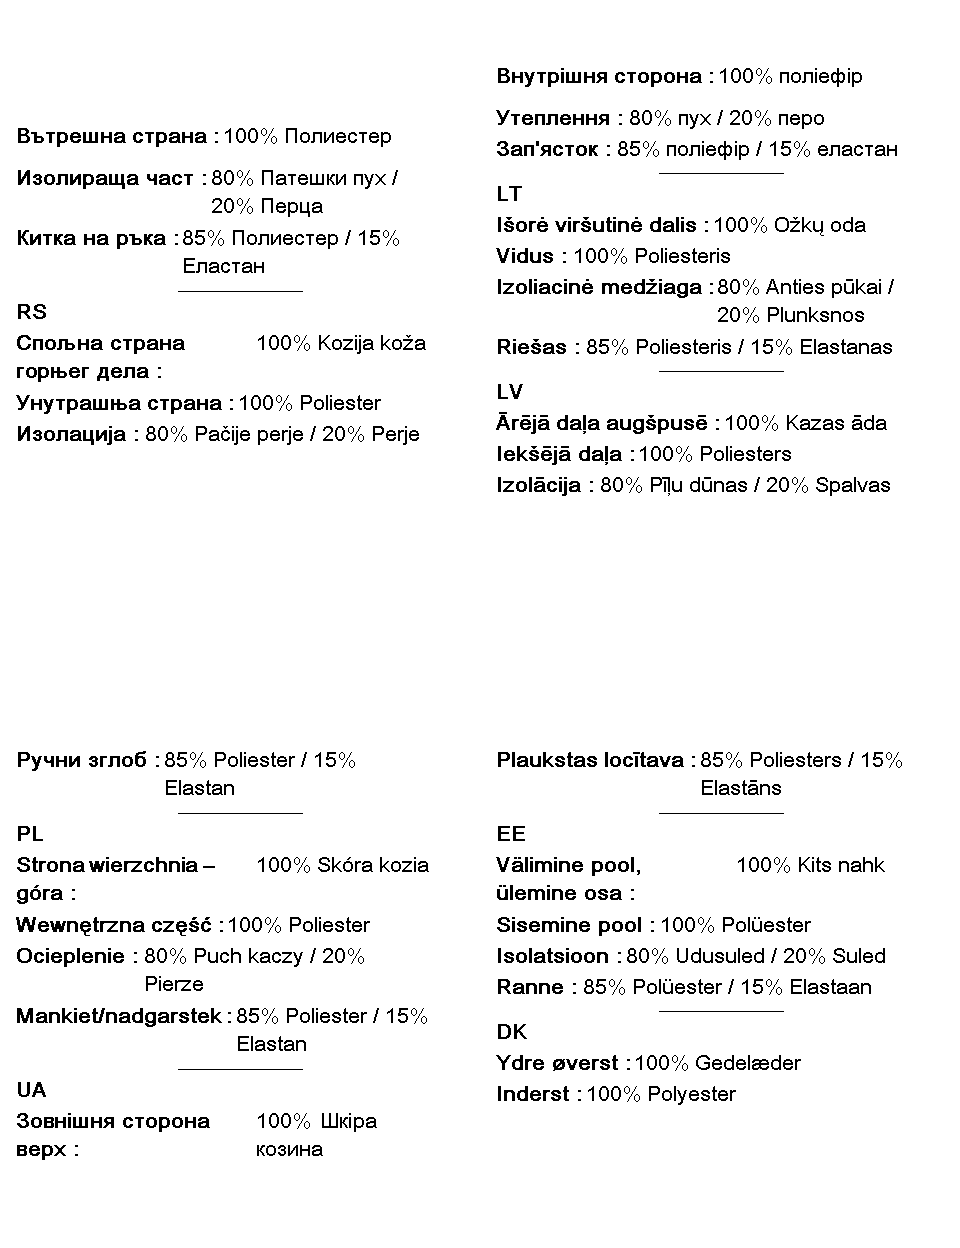 Вътрешна страна : 100% Полиестер
Изолираща част : 80% Патешки пух /
20% Перца
Китка на ръка : 85% Полиестер / 15%
Еластан
RS
Спољна страна 100% Kozija koža
горњег дела :
Унутрашња страна : 100% Poliester
Изолација : 80% Pačije perje / 20% Perje
Внутрішня сторона : 100% поліефір
Утеплення : 80% пух / 20% перо
Зап'ясток : 85% поліефір / 15% еластан
LT
Išorė viršutinė dalis : 100% Ožkų oda
Vidus : 100% Poliesteris
Izoliacinė medžiaga : 80% Anties pūkai /
20% Plunksnos
Riešas : 85% Poliesteris / 15% Elastanas
LV
Ārējā daļa augšpusē : 100% Kazas āda
Iekšējā daļa : 100% Poliesters
Izolācija : 80% Pīļu dūnas / 20% Spalvas
Ручни зглоб : 85% Poliester / 15%
Elastan
PL
Strona wierzchnia – 100% Skóra kozia
góra :
Wewnętrzna część : 100% Poliester
Ocieplenie : 80% Puch kaczy / 20%
Pierze
Mankiet/nadgarstek : 85% Poliester / 15%
Elastan
UA
Зовнішня сторона 100% Шкіра
верх : козина
Plaukstas locītava : 85% Poliesters / 15%
Elastāns
EE
Välimine pool, 100% Kits nahk
ülemine osa :
Sisemine pool : 100% Polüester
Isolatsioon : 80% Udusuled / 20% Suled
Ranne : 85% Polüester / 15% Elastaan
DK
Ydre øverst : 100% Gedelæder
Inderst : 100% Polyester